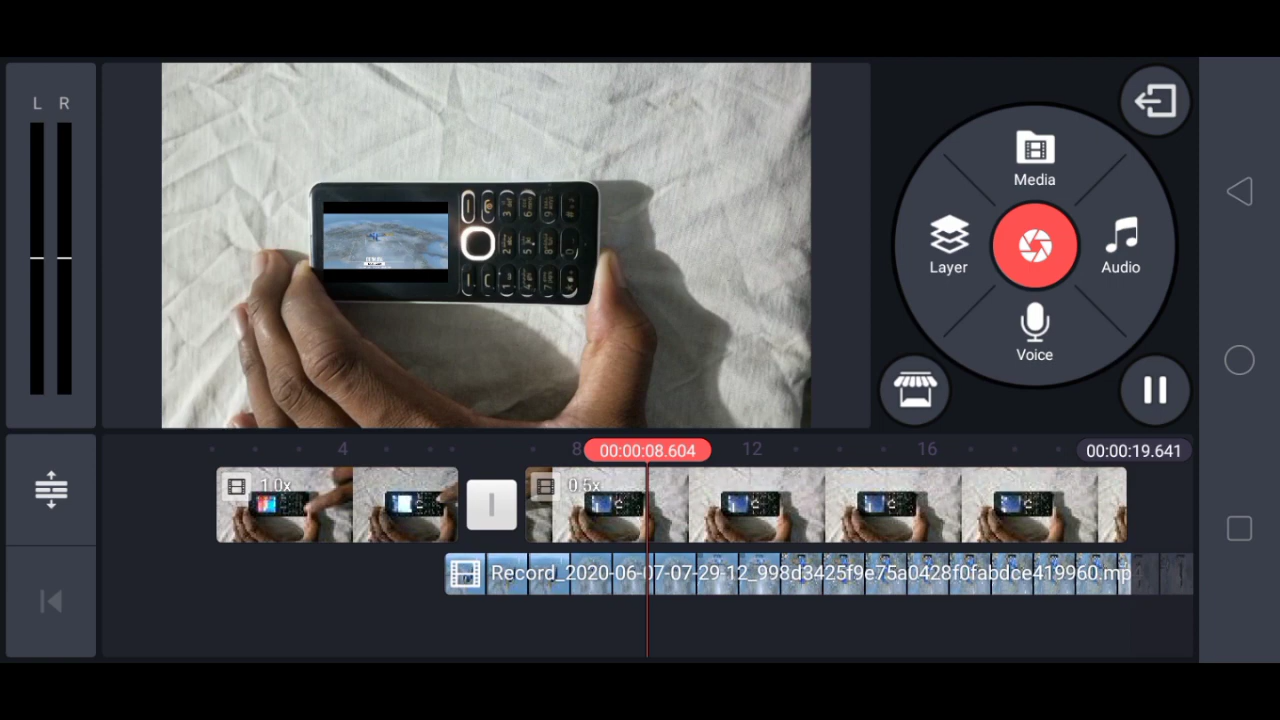 L R
Media
Layer
Audio
Voice
4
8
00:00:08.604
12
16
00:00:19.641
1.0x
0.5x
Record_2020-06-07-07-29-12_998d3425f9e75a0428f0fabdce419960.mp4